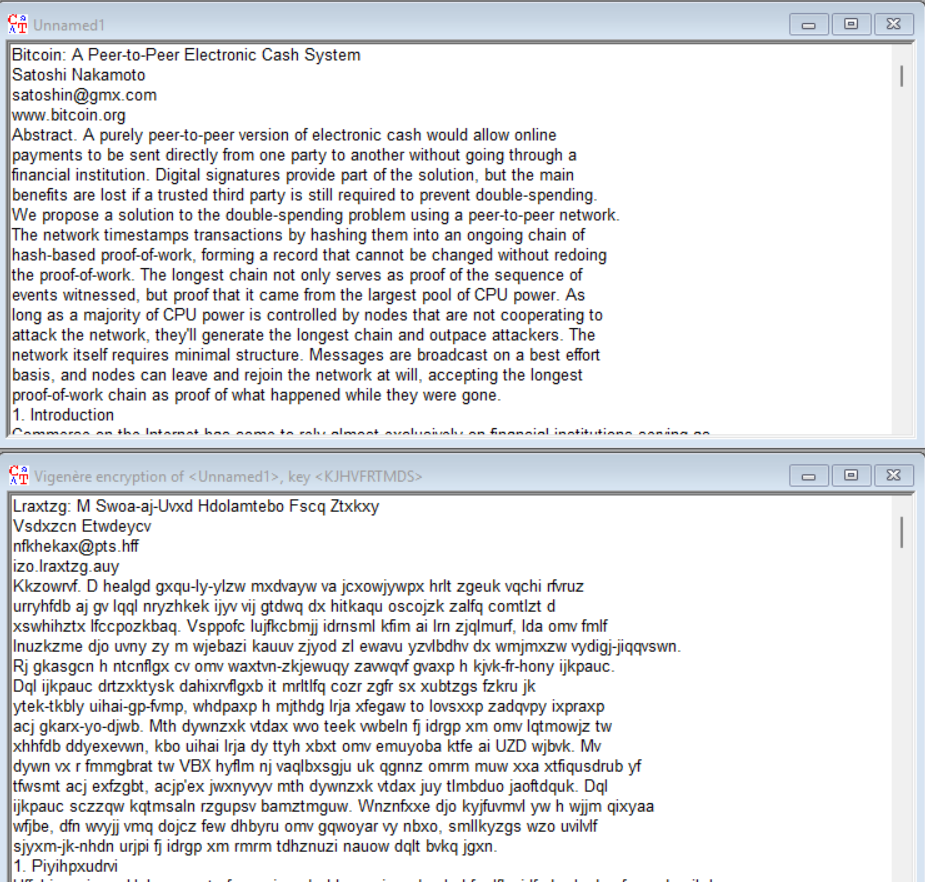 Unnamed1
Bitcoin: A Peer-to-Peer Electronic Cash System
Satoshi Nakamoto
satoshin@gmx.com
www.bitcoin.org
Abstract. A purely peer-to-peer version of electronic cash would allow online
payments to be sent directly from one party to another without going through a
financial institution. Digital signatures provide part of the solution, but the main
benefits are lost if a trusted third party is still required to prevent double-spending.
We propose a solution to the double-spending problem using a peer-to-peer network.
The network timestamps transactions by hashing them into an ongoing chain of
hash-based proof-of-work, forming a record that cannot be changed without redoing
the proof-of-work. The longest chain not only serves as proof of the sequence of
events witnessed, but proof that it came from the largest pool of CPU power. As
long as a majority of CPU power is controlled by nodes that are not cooperating to
attack the network, they'll generate the longest chain and outpace attackers. The
network itself requires minimal structure. Messages are broadcast on a best effort
basis, and nodes can leave and rejoin the network at will, accepting the longest
proof-of-work chain as proof of what happened while they were gone.
1. Introduction
Commerce on the Internet has come to rely almost exclusively on financial institutions serving as
Vigenère encryption of <Unnamed1>, key <KJHVFRTMDS>
Lraxtzg: M Swoa-aj-Uvxd Hdolamtebo Fscq Ztxkxy
Vsdxzcn Etwdeycv
nfkhekax@pts.hff
izo.lraxtzg.auy
Kkzowrvf. D healgd gxqu-ly-ylzw mxdvayw va jcxowjywpx hrlt zgeuk vqchi rfvruz
urryhfdb aj gv lqql nryzhkek ijyv vij gtdwq dx hitkaqu oscojzk zalfq comtlzt d
xswhihztx lfccpozkbaq. Vsppofc lujfkcbmjj idrnsml kfim ai lrn zjqlmurf, lda omv fmlf
lnuzkzme djo uvny zy m wjebazi kauuv zjyod zl ewavu yzvlbdhv dx wmjmxzw vydigj-jiqqvswn.
Rj gkasgcn h ntcnflgx cv omv waxtvn-zkjewuqy zawwqvf gvaxp h kjvk-fr-hony ijkpauc.
Dql ijkpauc drtzxktysk dahixrvflgxb it mrltlfq cozr zgfr sx xubtzgs fzkru jk
ytek-tkbly uihai-gp-fvmp, whdpaxp h mjthdg lrja xfegaw to lovsxxp zadqvpy ixpraxp
acj gkarx-yo-djwb. Mth dywnzxk vtdax wvo teek vwbeln fj idrgp xm omv lqtmowjz tw
xhhfdb ddyexevwn, kbo uihai lrja dy ttyh xbxt omv emuyoba ktfe ai UZD wjbvk. Mv
dywn vx r fmmgbrat tw VBX hyflm nj vaqlbxsgju uk qgnnz omrm muw xxa xtfiqusdrub yf
tfwsmt acj exfzgbt, acjp'ex jwxnyvyv mth dywnzxk vtdax juy tlmbduo jaoftdquk. Dql
ijkpauc sczzqw kqtmsaln rzgupsv bamztmguw. Wnznfxxe djo kyjfuvmvl yw h wjjm qixyaa
wfjbe, dfn wvyjj vmq dojcz few dhbyru omv gqwoyar vy nbxo, smllkyzgs wzo uvilvlf
sjyxm-jk-nhdn urjpi fj idrgp xm rmrm tdhznuzi nauow dqlt bvkq jgxn.
1. Piyihpxudrvi